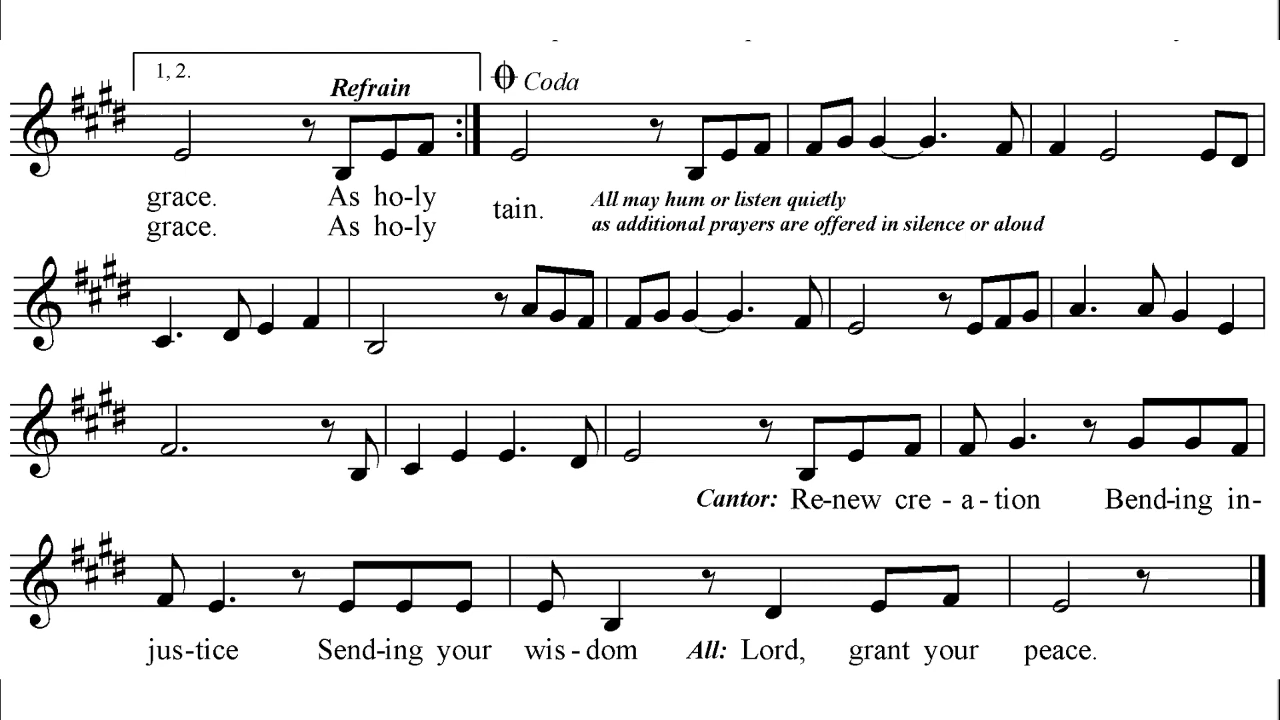 1, 2.
Refrain
Coda
grace. As ho-ly
grace. As ho-ly
tain.
All may hum or listen quietly
as additional prayers are offered in silence or aloud
Cantor: Re-new cre - a - tion Bend-ing in-
jus-tice Send-ing your wis - dom All: Lord, grant your peace.